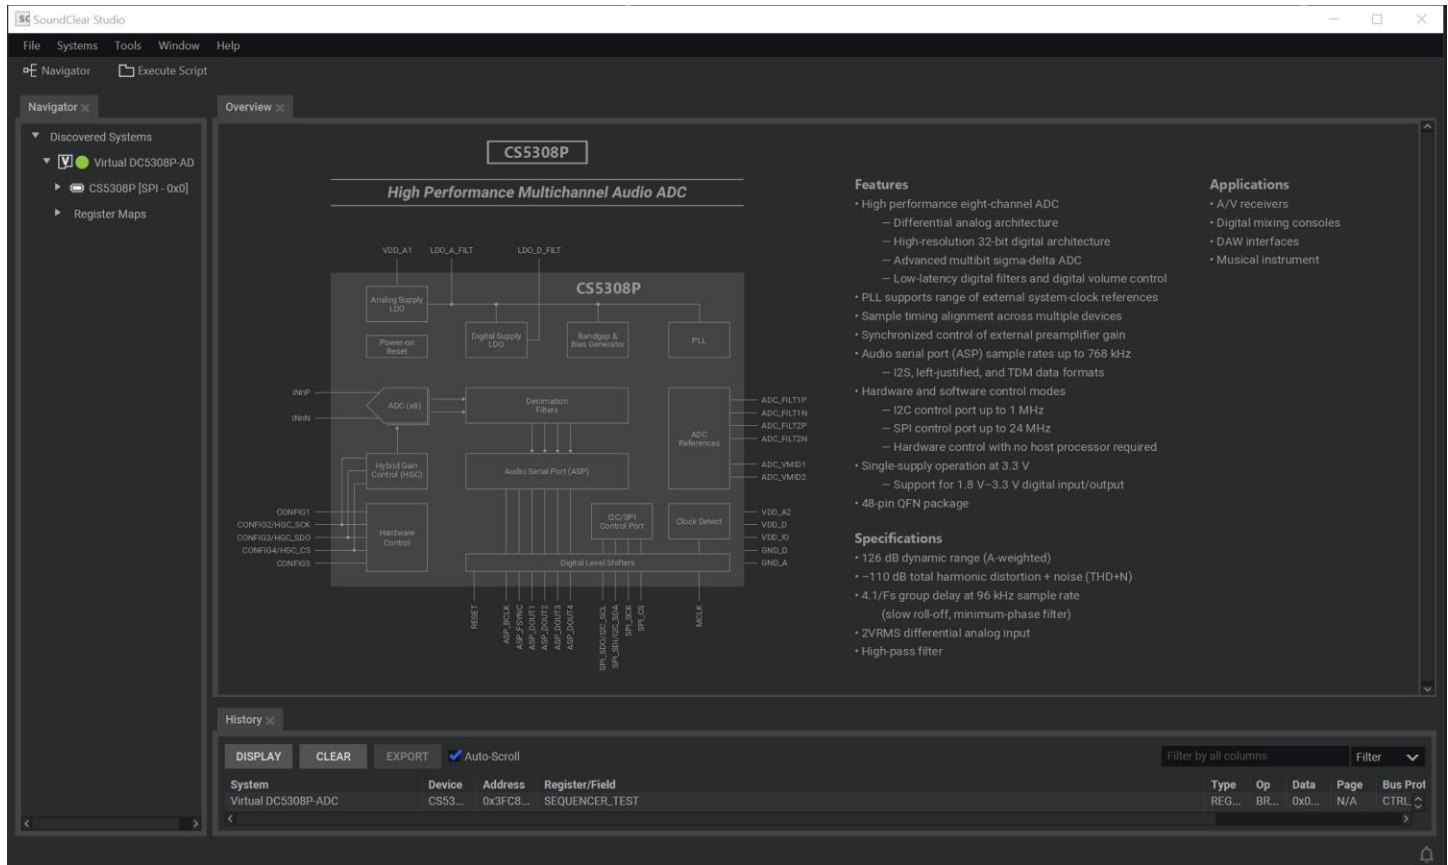 SC SoundClear Studio
File Systems Tools Window Help
Navigator Execute Script
Navigator
Discovered Systems
Virtual DC5308P-AD
CS5308P [SPI - 0x0]
Register Maps
Overview
CS5308P
High Performance Multichannel Audio ADC
VDD_A1 LDO_A_FILT LDO_D_FILT
CS5308P
Analog Supply
LDO
Power-on
Reset
Digital Supply
LDO
Bandgap &
Bias Generator
PLL
INnP
INnN
ADC (x8)
Decimation
Filters
ADC
References
ADC_FILT1P
ADC_FILT1N
ADC_FILT2P
ADC_FILT2N
ADC_VMID1
ADC_VMID2
Hybrid Gain
Control (HGC)
Audio Serial Port (ASP)
CONFIG1
CONFIG2/HGC_SCK
CONFIG3/HGC_SDO
CONFIG4/HGC_CS
CONFIG5
Hardware
Control
I2C/SPI
Control Port
Clock Detect
Digital Level Shifters
VDD_A2
VDD_D
VDD_IO
GND_D
GND_A
RESET
ASP_BCLK
ASP_FSYNC
ASP_DOUT1
ASP_DOUT2
ASP_DOUT3
ASP_DOUT4
SPI_SDO/I2C_SCL
SPI_SDI/I2C_SDA
SPI_SCK
SPI_CS
MCLK
Features
• High performance eight-channel ADC
— Differential analog architecture
— High-resolution 32-bit digital architecture
— Advanced multibit sigma-delta ADC
— Low-latency digital filters and digital volume control
• PLL supports range of external system-clock references
• Sample timing alignment across multiple devices
• Synchronized control of external preamplifier gain
• Audio serial port (ASP) sample rates up to 768 kHz
— I2S, left-justified, and TDM data formats
• Hardware and software control modes
— I2C control port up to 1 MHz
— SPI control port up to 24 MHz
— Hardware control with no host processor required
• Single-supply operation at 3.3 V
— Support for 1.8 V–3.3 V digital input/output
• 48-pin QFN package
Specifications
• 126 dB dynamic range (A-weighted)
• −110 dB total harmonic distortion + noise (THD+N)
• 4.1/Fs group delay at 96 kHz sample rate
(slow roll-off, minimum-phase filter)
• 2VRMS differential analog input
• High-pass filter
Applications
• A/V receivers
• Digital mixing consoles
• DAW interfaces
• Musical instrument
History
DISPLAY CLEAR EXPORT Auto-Scroll Filter by all columns Filter
System Device Address Register/Field Type Op Data Page Bus Prot
Virtual DC5308P-ADC CS53... 0x3FC8... SEQUENCER_TEST REG... BR... 0x0... N/A CTRL